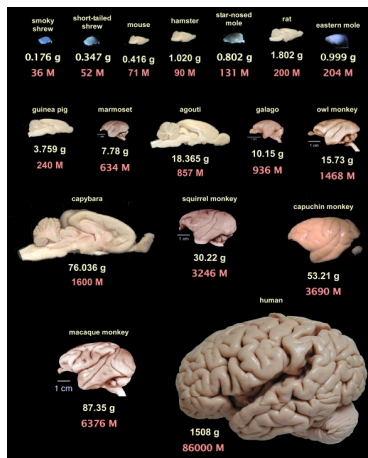 smoky shrew
short-tailed shrew
mouse
hamster
star-nosed mole
rat
eastern mole
0.176 g
0.347 g
0.416 g
1.020 g
0.802 g
1.802 g
0.999 g
36 M
52 M
71 M
90 M
131 M
200 M
204 M
guinea pig
marmoset
agouti
galago
owl monkey
1 cm
3.759 g
7.78 g
18.365 g
10.15 g
15.73 g
240 M
634 M
857 M
936 M
1468 M
capybara
squirrel monkey
capuchin monkey
1 cm
76.036 g
30.22 g
53.21 g
1600 M
3246 M
3690 M
human
macaque monkey
1 cm
87.35 g
6376 M
1508 g
86000 M